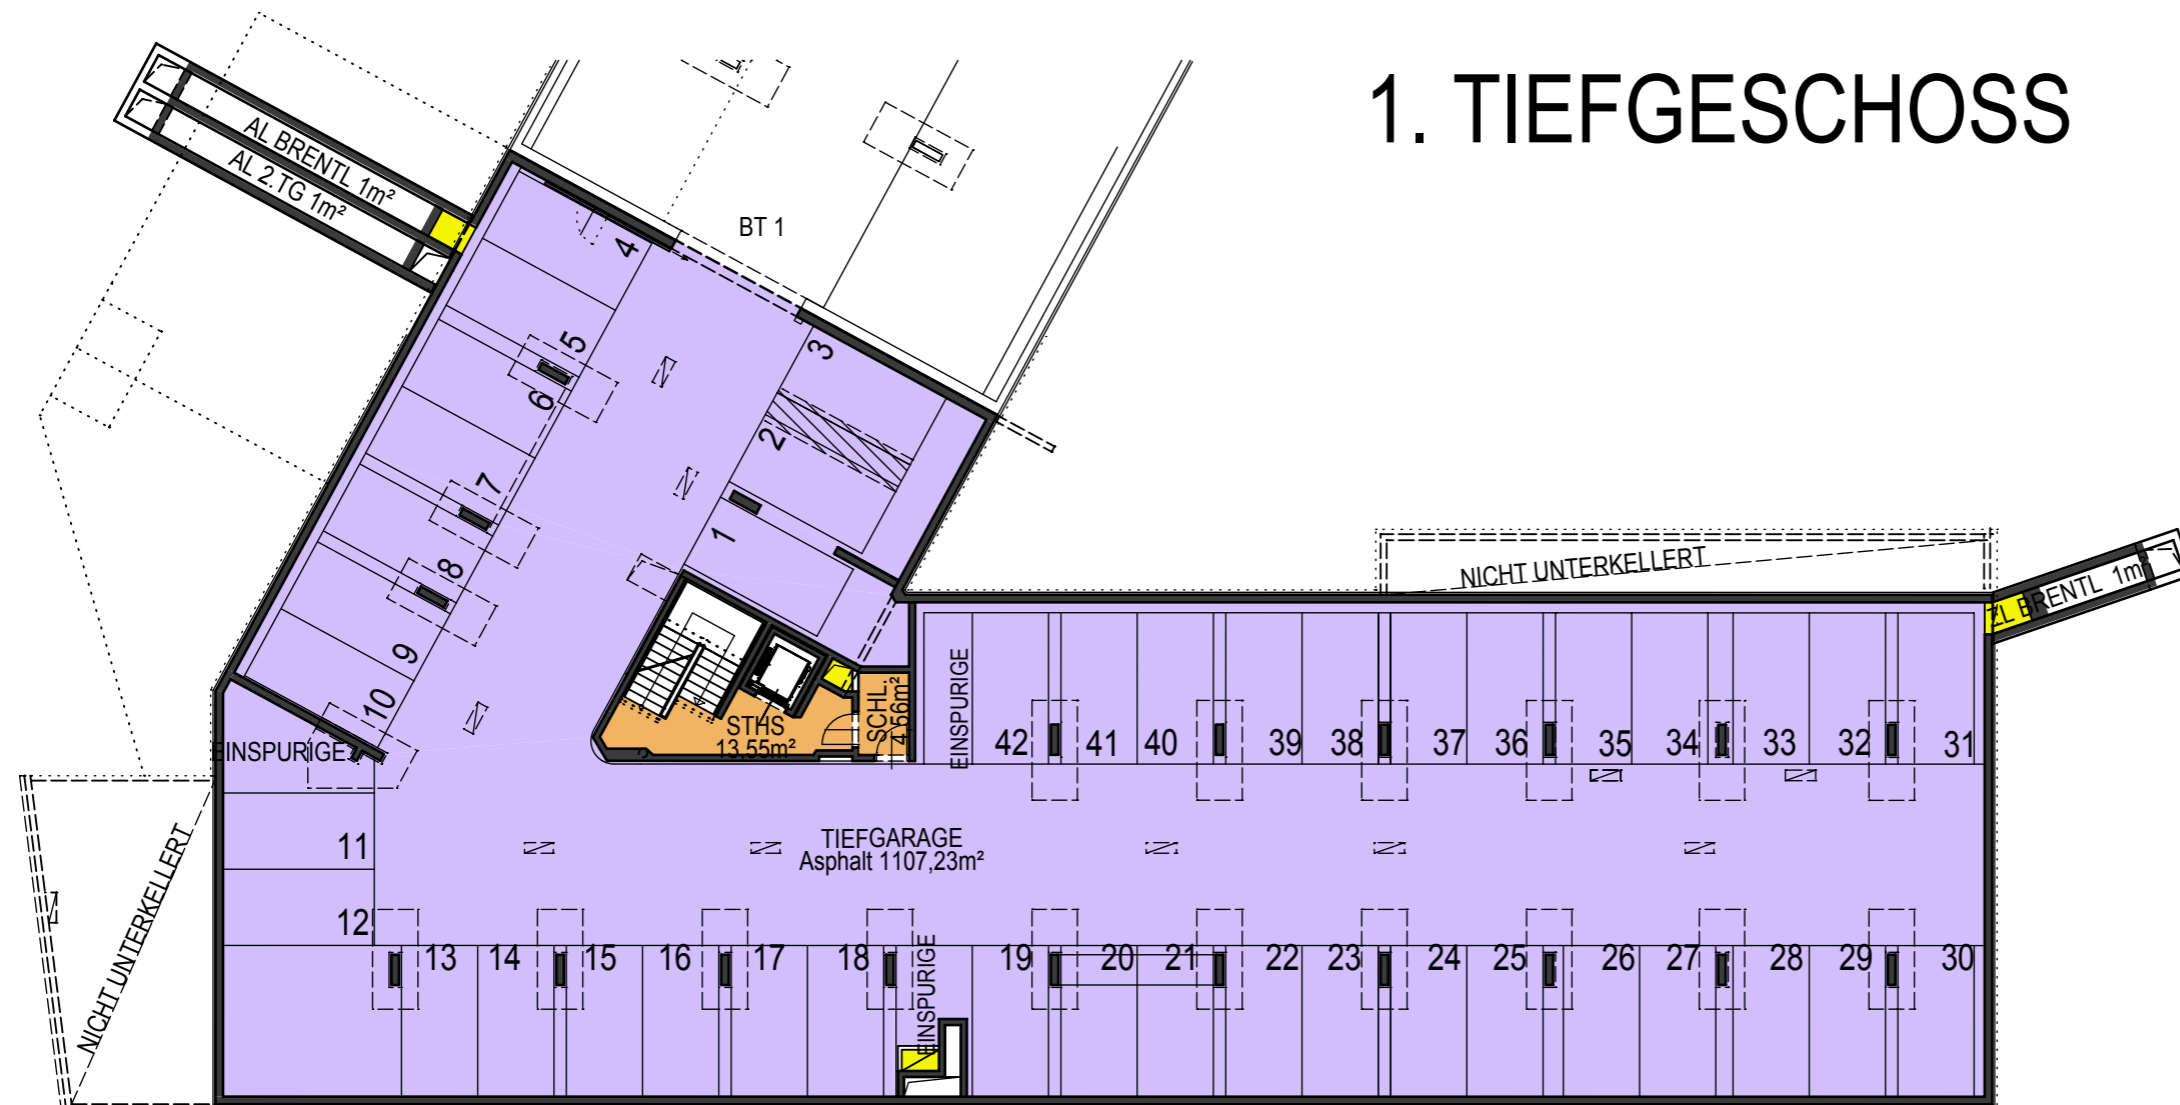 1. TIEFGESCHOSS
AL BRENTL 1m²
AL 2.TG 1m²
BT 1
4
3
5
6
2
7
1
8
9
10
NICHT UNTERKELLERT
ZL BRENTL 1m²
EINSPURIGE
STHS
13,55m²
SCHL.
4,56m²
EINSPURIGE
42 41 40 39 38 37 36 35 34 33 32 31
11
12
TIEFGARAGE
Asphalt 1107,23m²
NICHT UNTERKELLERT
13 14 15 16 17 18 19 20 21 22 23 24 25 26 27 28 29 30
EINSPURIGE